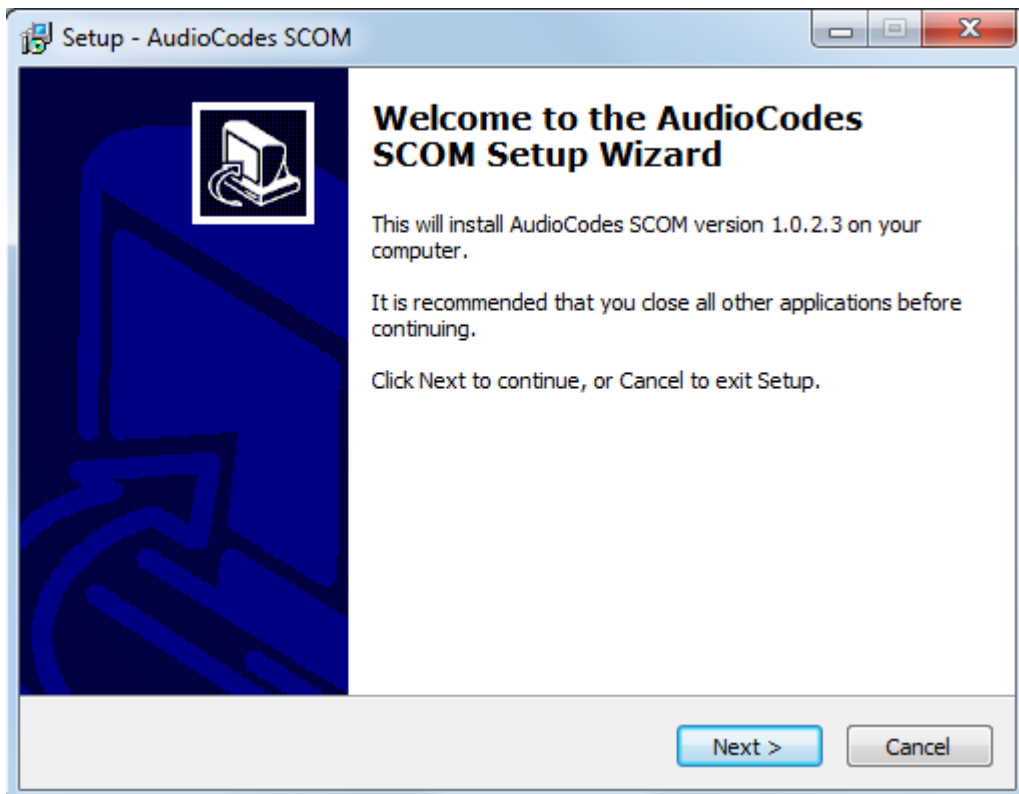 Setup - AudioCodes SCOM
Welcome to the AudioCodes
SCOM Setup Wizard
This will install AudioCodes SCOM version 1.0.2.3 on your
computer.
It is recommended that you close all other applications before
continuing.
Click Next to continue, or Cancel to exit Setup.
Next >
Cancel